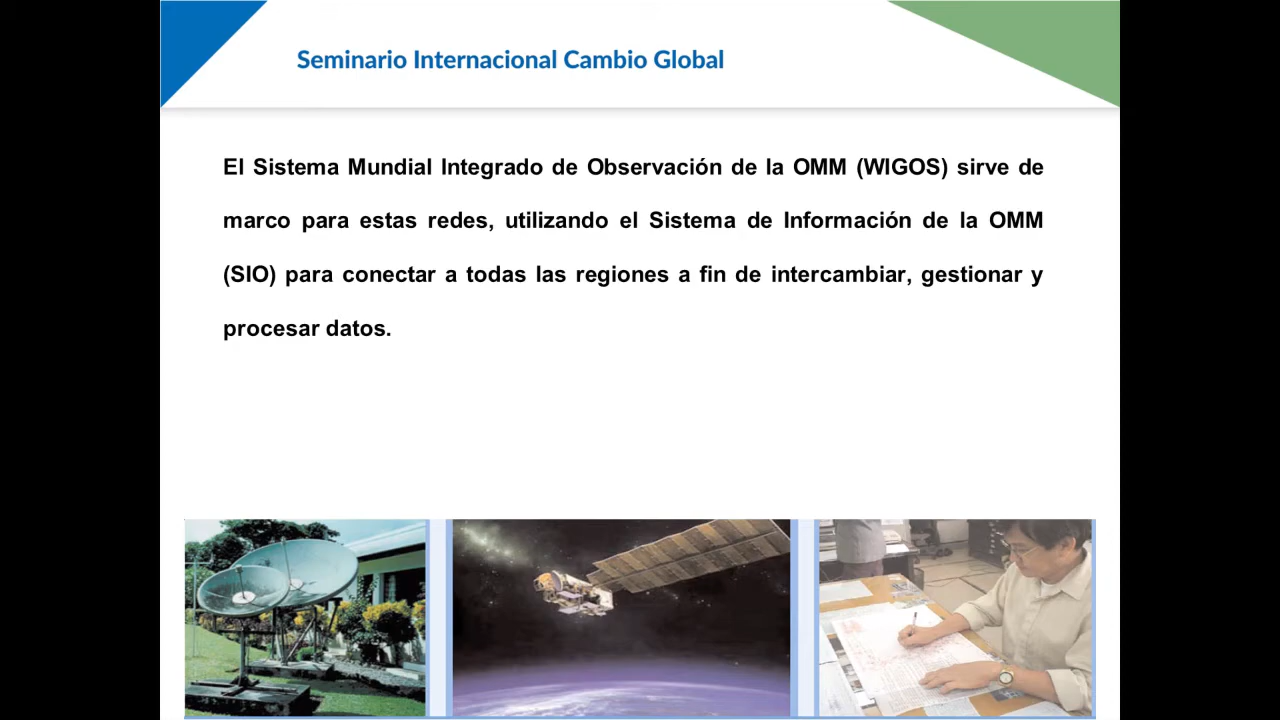 Seminario Internacional Cambio Global
El Sistema Mundial Integrado de Observación de la OMM (WIGOS) sirve de
marco para estas redes, utilizando el Sistema de Información de la OMM
(SIO) para conectar a todas las regiones a fin de intercambiar, gestionar y
procesar datos.